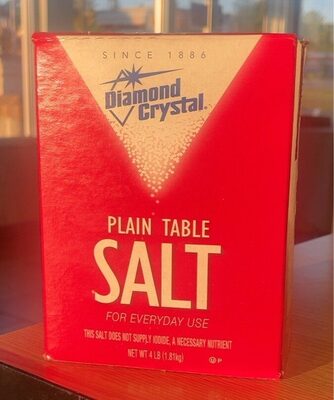 SINCE 1886
Diamond
Crystal®
PLAIN TABLE
SALT
FOR EVERYDAY USE
THIS SALT DOES NOT SUPPLY IODIDE, A NECESSARY NUTRIENT
NET WT 4 LB (1.81kg)
U P